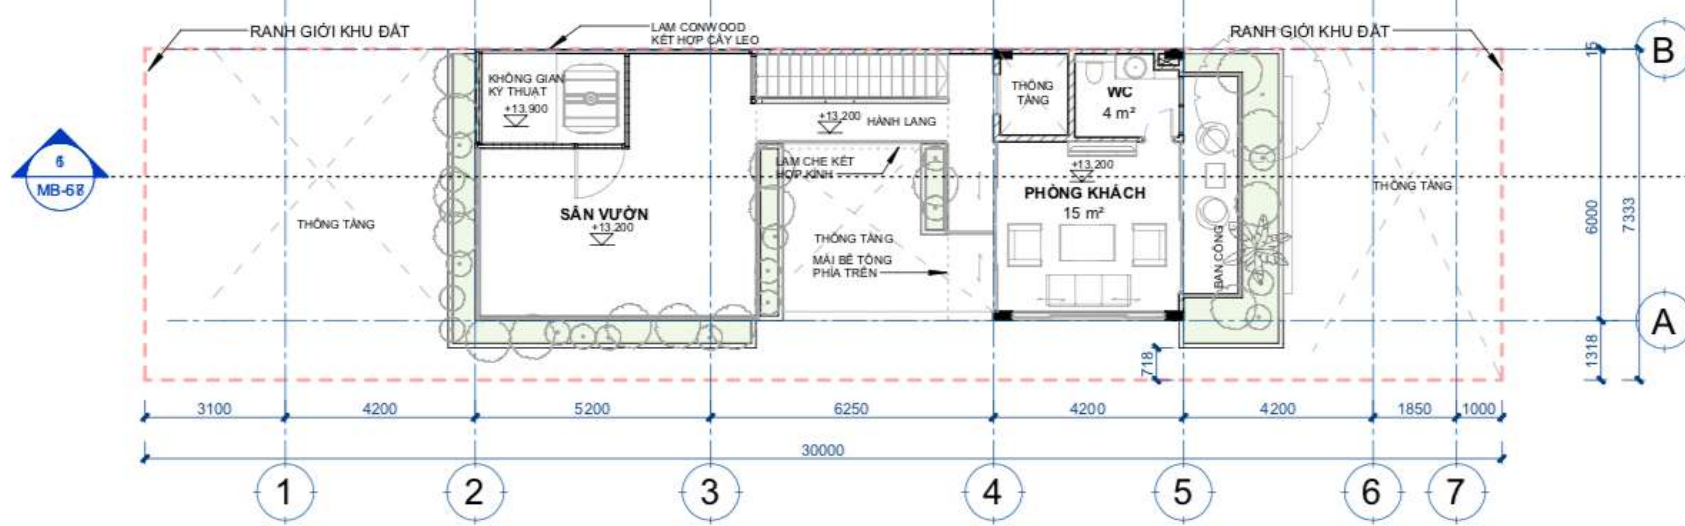 RANH GIỚI KHU ĐẤT
LAM CONWOOD
KẾT HỢP CÂY LEO
RANH GIỚI KHU ĐẤT
B
15
KHÔNG GIAN
KỸ THUẬT
+13.900
THÔNG
TẦNG
WC
4 m²
+13.200
HÀNH LANG
LAM CHE KẾT
HỢP KÍNH
+13.200
PHÒNG KHÁCH
15 m²
THÔNG TẦNG
SÂN VƯỜN
+13.200
THÔNG TẦNG
THÔNG TẦNG
MÁI BÊ TÔNG
PHÍA TRÊN
BAN CÔNG
6000
7333
A
1318
718
3100
4200
5200
6250
4200
4200
1850
1000
30000
1
2
3
4
5
6
7